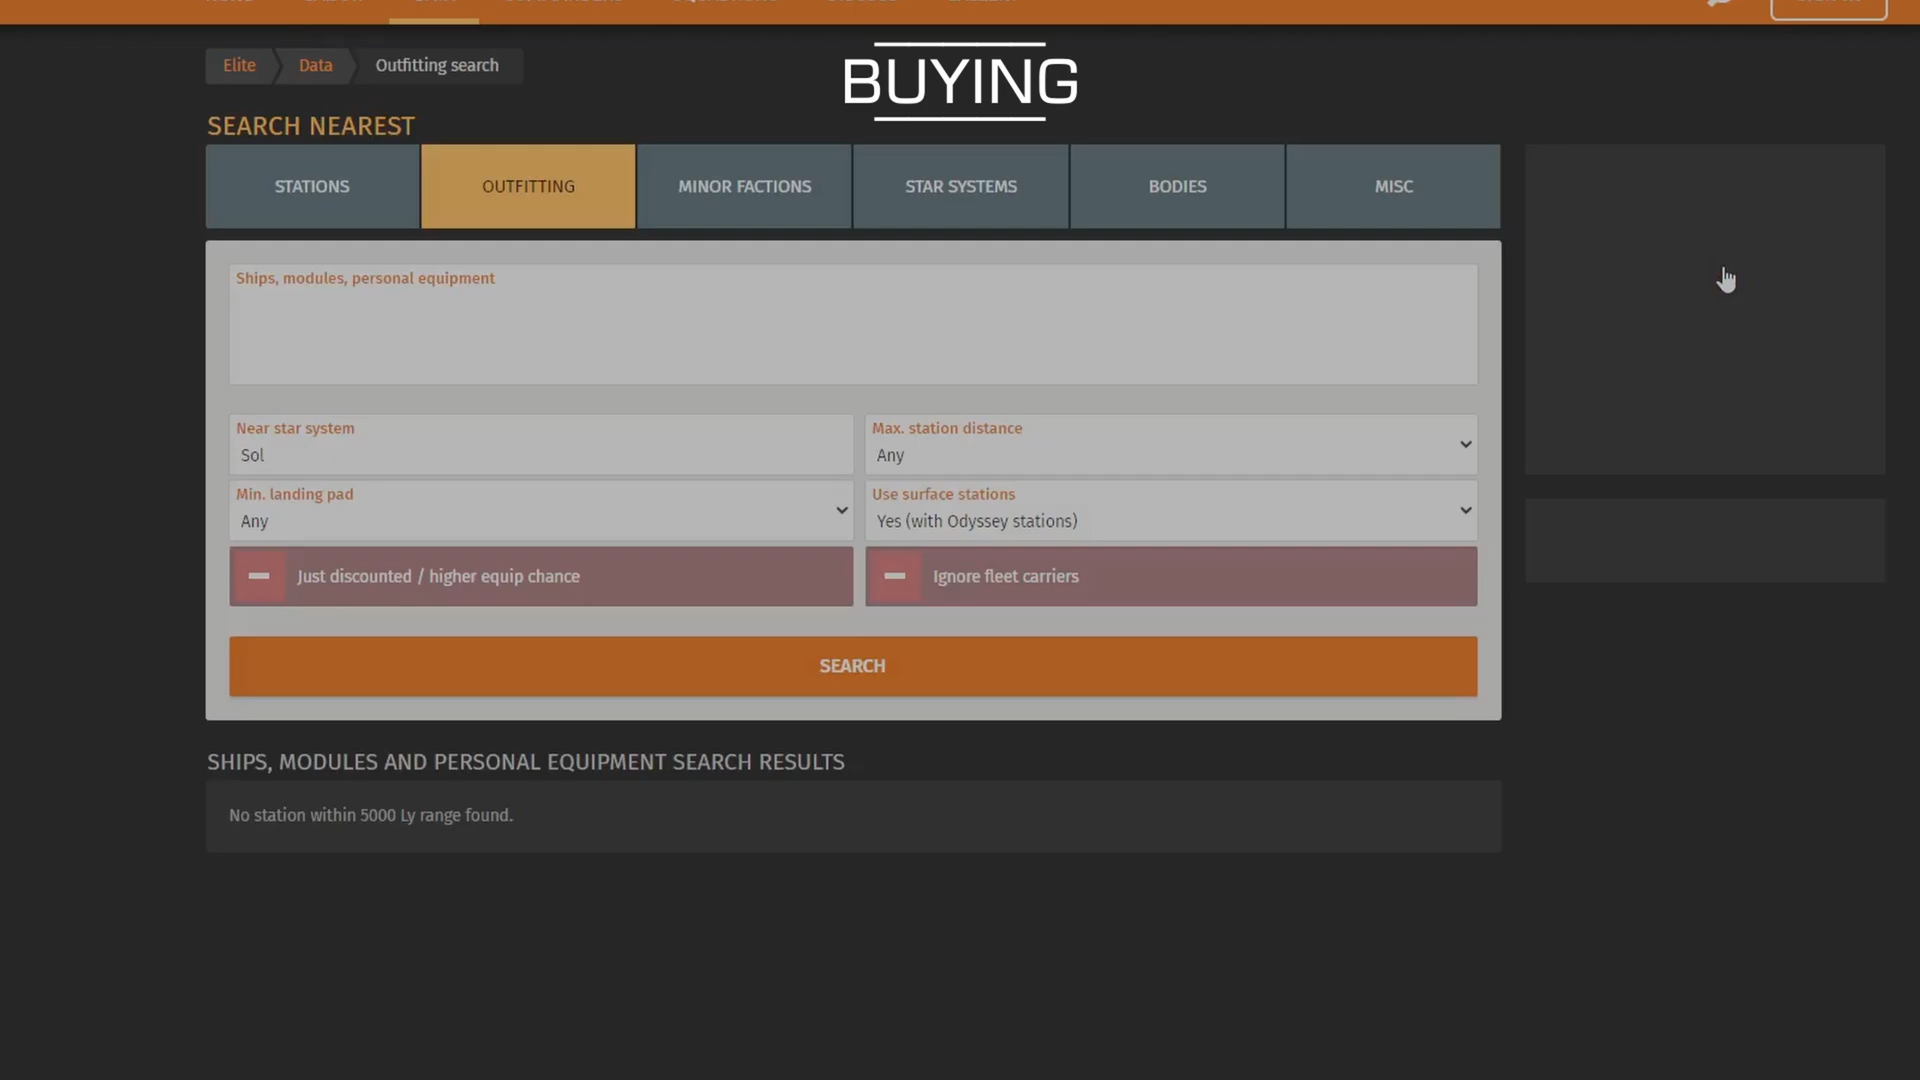 Elite
Data
Outfitting search
BUYING
SEARCH NEAREST
STATIONS
OUTFITTING
MINOR FACTIONS
STAR SYSTEMS
BODIES
MISC
Ships, modules, personal equipment
Near star system
Sol
Max. station distance
Any
Min. landing pad
Any
Use surface stations
Yes (with Odyssey stations)
Just discounted / higher equip chance
Ignore fleet carriers
SEARCH
SHIPS, MODULES AND PERSONAL EQUIPMENT SEARCH RESULTS
No station within 5000 Ly range found.